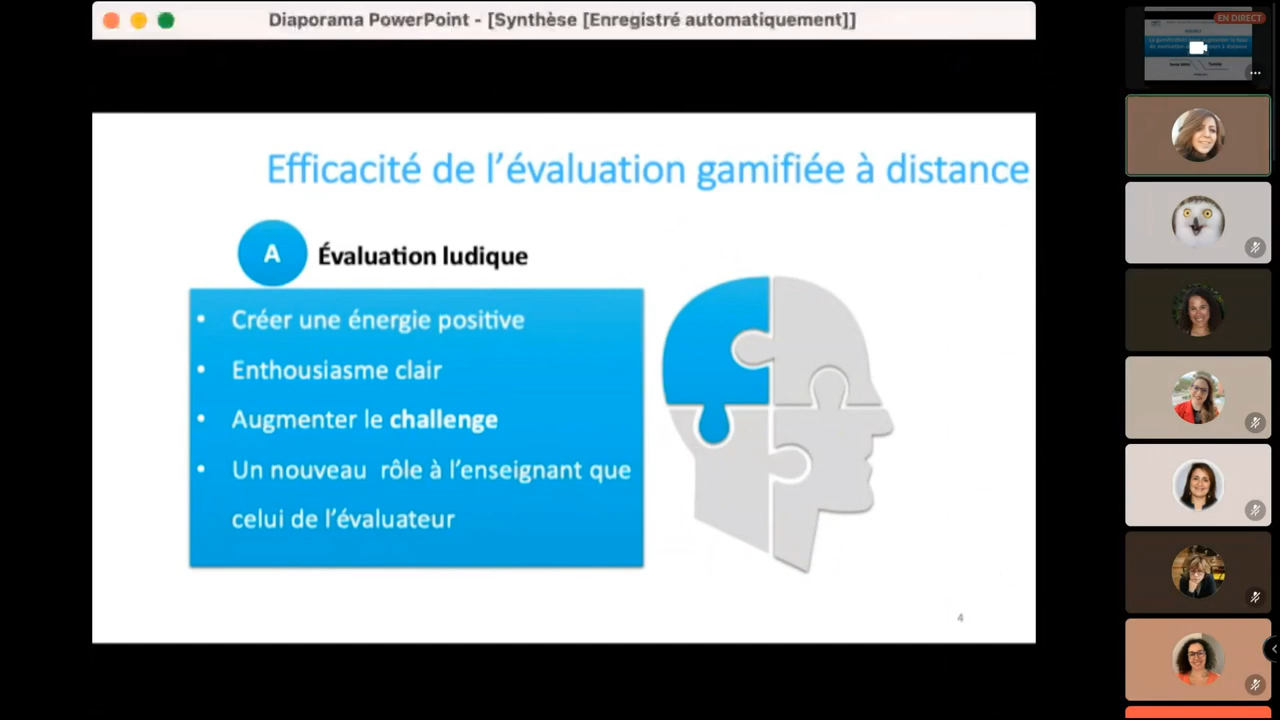 Diaporama PowerPoint - [Synthèse [Enregistré automatiquement]]
EN DIRECT
Efficacité de l'évaluation gamifiée à distance
A
Évaluation ludique
• Créer une énergie positive
• Enthousiasme clair
• Augmenter le challenge
• Un nouveau rôle à l'enseignant que
celui de l'évaluateur
4